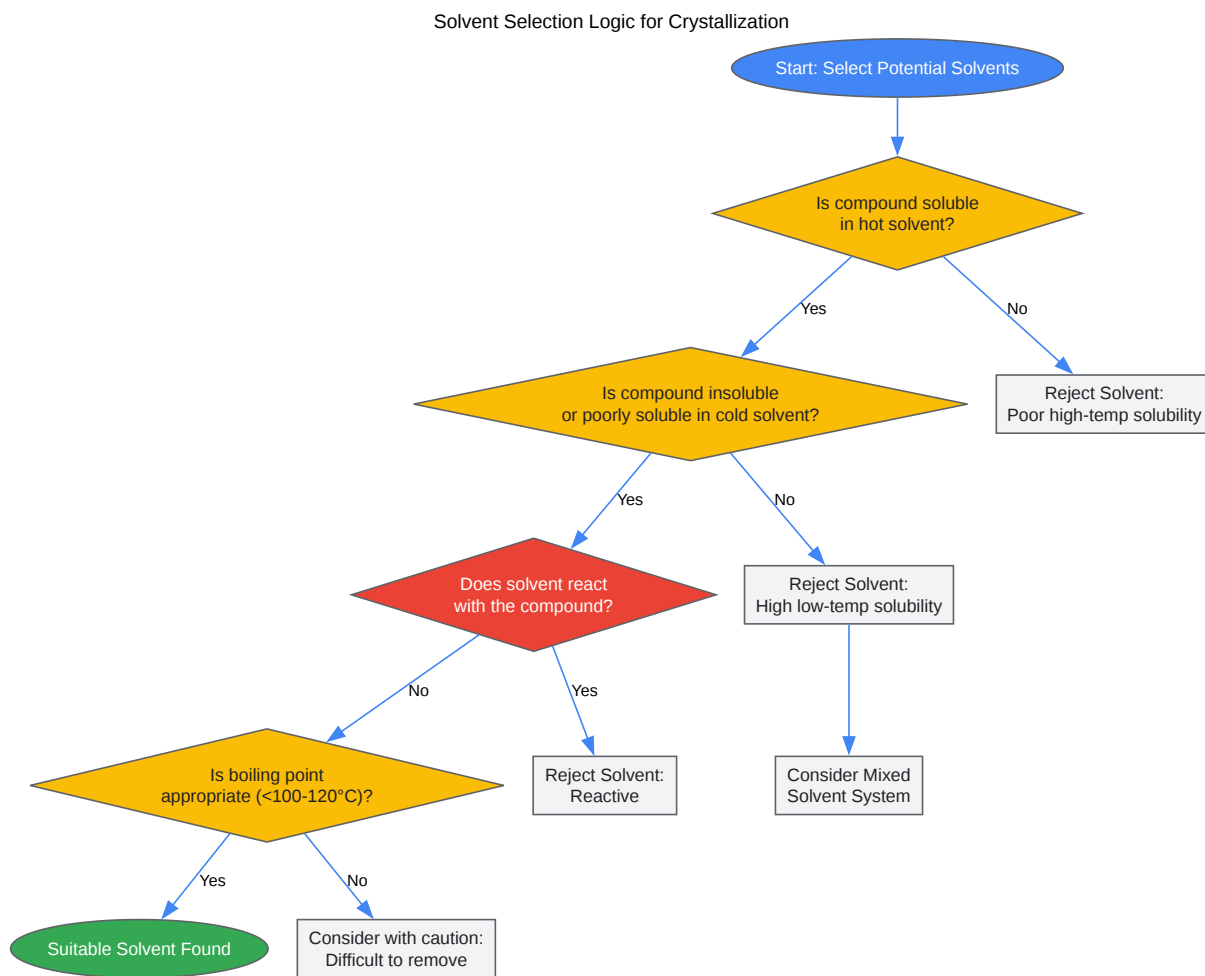 Solvent Selection Logic for Crystallization
Start: Select Potential Solvents
Is compound soluble
in hot solvent?
Yes
No
Is compound insoluble
or poorly soluble in cold solvent?
Reject Solvent:
Poor high-temp solubility
Yes
No
Does solvent react
with the compound?
Reject Solvent:
High low-temp solubility
No
Yes
Is boiling point
appropriate (<100-120°C)?
Reject Solvent:
Reactive
Consider Mixed
Solvent System
Yes
No
Suitable Solvent Found
Consider with caution:
Difficult to remove